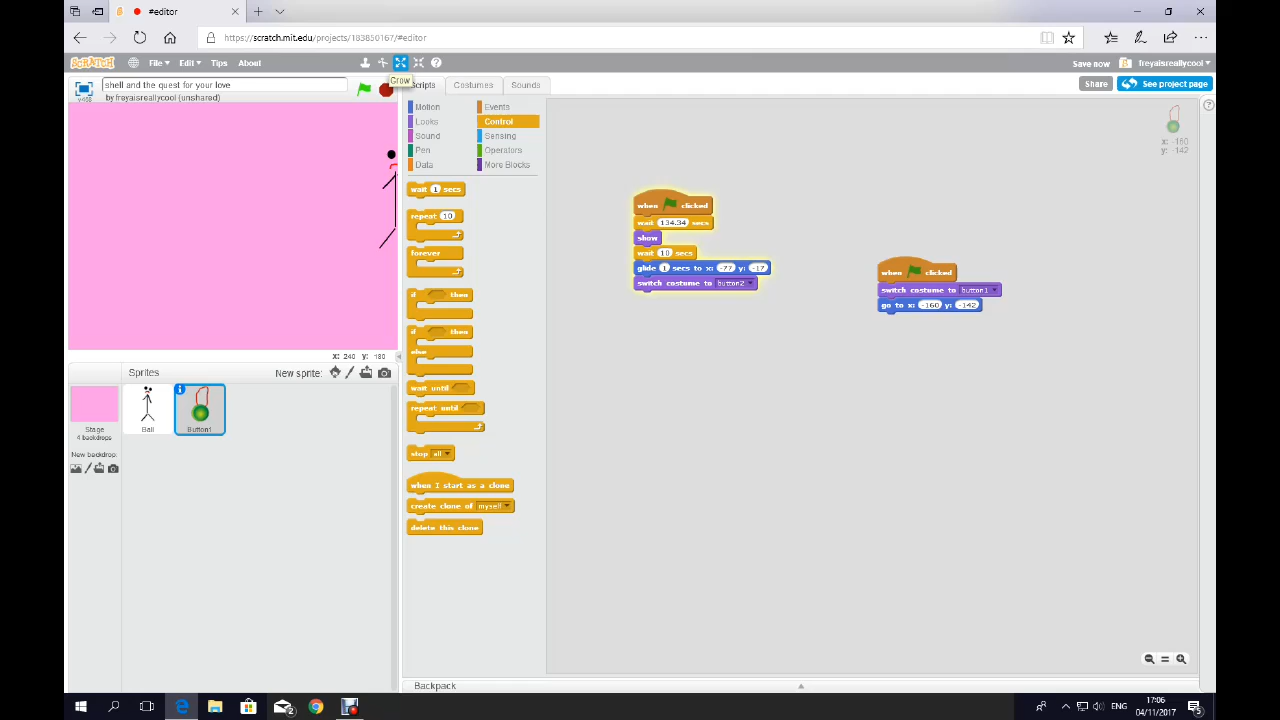 #editor
https://scratch.mit.edu/projects/183850167/#editor
SCRATCH File Edit Tips About Save now freyaisreallycool
Grow
shell and the quest for your love
by freyaisreallycool (unshared)
v458
Scripts Costumes Sounds
Share See project page
Motion Events
Looks Control
Sound Sensing
Pen Operators
Data More Blocks
x: -160
y: -142
wait 1 secs
repeat 10
forever
if then
if then
else
wait until
repeat until
stop all
when I start as a clone
create clone of myself
delete this clone
when clicked
wait 134.34 secs
show
wait 10 secs
glide 1 secs to x: -77 y: -17
switch costume to button2
when clicked
switch costume to button1
go to x: -160 y: -142
x: 240 y: -180
Sprites New sprite:
Stage
4 backdrops
New backdrop:
Ball
Button1
Backpack
ENG
17:06
04/11/2017